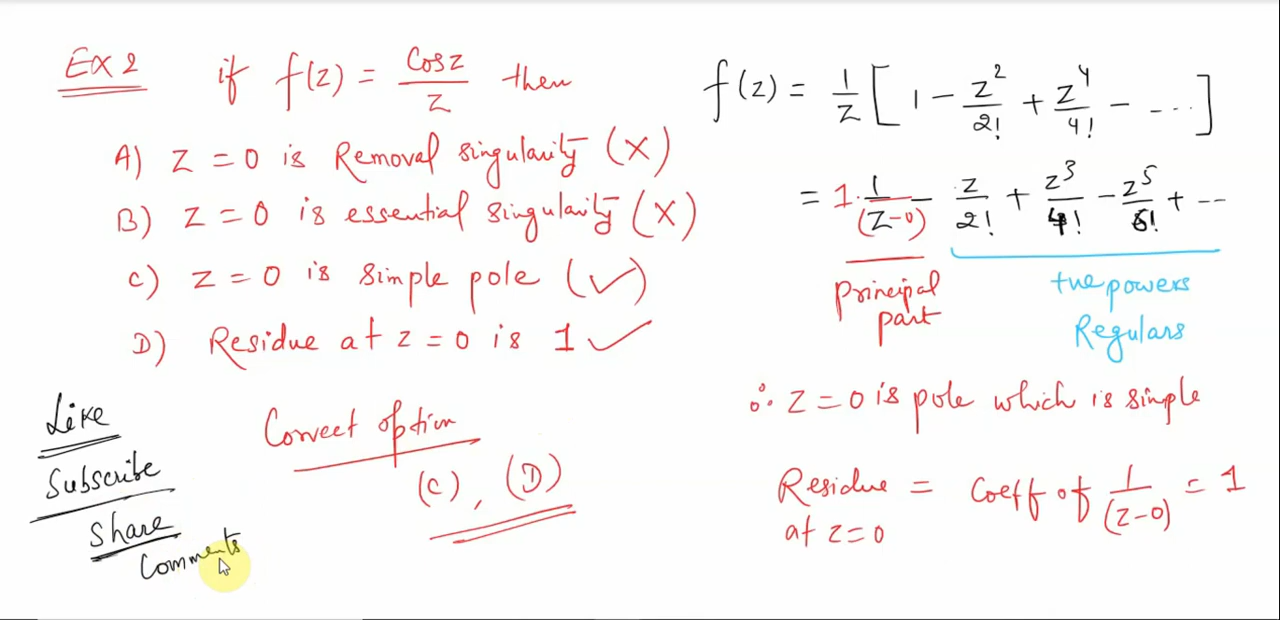 Ex 2 if f(z) = cosz/z then
A) z = 0 is Removal singularity (X)
B) z = 0 is essential singularity (X)
C) z = 0 is simple pole (✓)
D) Residue at z = 0 is 1 ✓
Correct option
(C), (D)
Like
Subscribe
Share
Comments
f(z) = 1/z [ 1 - z²/2! + z⁴/4! - .... ]
= 1 · 1/(z-0) - z/2! + z³/4! - z⁵/6! + --
Principal
part
+ve powers
Regulars
∴ z = 0 is pole which is simple
Residue = coeff of 1/(z-0) = 1
at z = 0